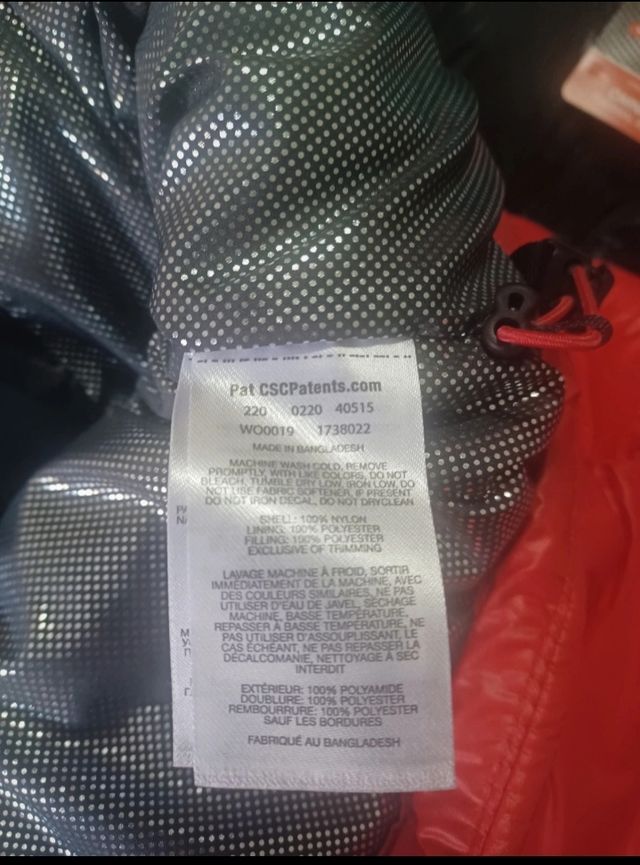 Pat CSCPatents.com
220 0220 40515
WO0019 1738022
MADE IN BANGLADESH
MACHINE WASH COLD, REMOVE
PROMPTLY, WITH LIKE COLORS, DO NOT
BLEACH, TUMBLE DRY LOW, IRON LOW, DO
NOT USE FABRIC SOFTENER, IF PRESENT
DO NOT IRON DECAL, DO NOT DRYCLEAN
SHELL: 100% NYLON
LINING: 100% POLYESTER
FILLING: 100% POLYESTER
EXCLUSIVE OF TRIMMING
LAVAGE MACHINE À FROID, SORTIR
IMMÉDIATEMENT DE LA MACHINE, AVEC
DES COULEURS SIMILAIRES, NE PAS
UTILISER D'EAU DE JAVEL, SÉCHAGE
MACHINE, BASSE TEMPÉRATURE,
REPASSER À BASSE TEMPÉRATURE, NE
PAS UTILISER D'ASSOUPLISSANT, LE
CAS ÉCHÉANT, NE PAS REPASSER LA
DÉCALCOMANIE, NETTOYAGE À SEC
INTERDIT
EXTÉRIEUR: 100% POLYAMIDE
DOUBLURE: 100% POLYESTER
REMBOURRURE: 100% POLYESTER
SAUF LES BORDURES
FABRIQUÉ AU BANGLADESH